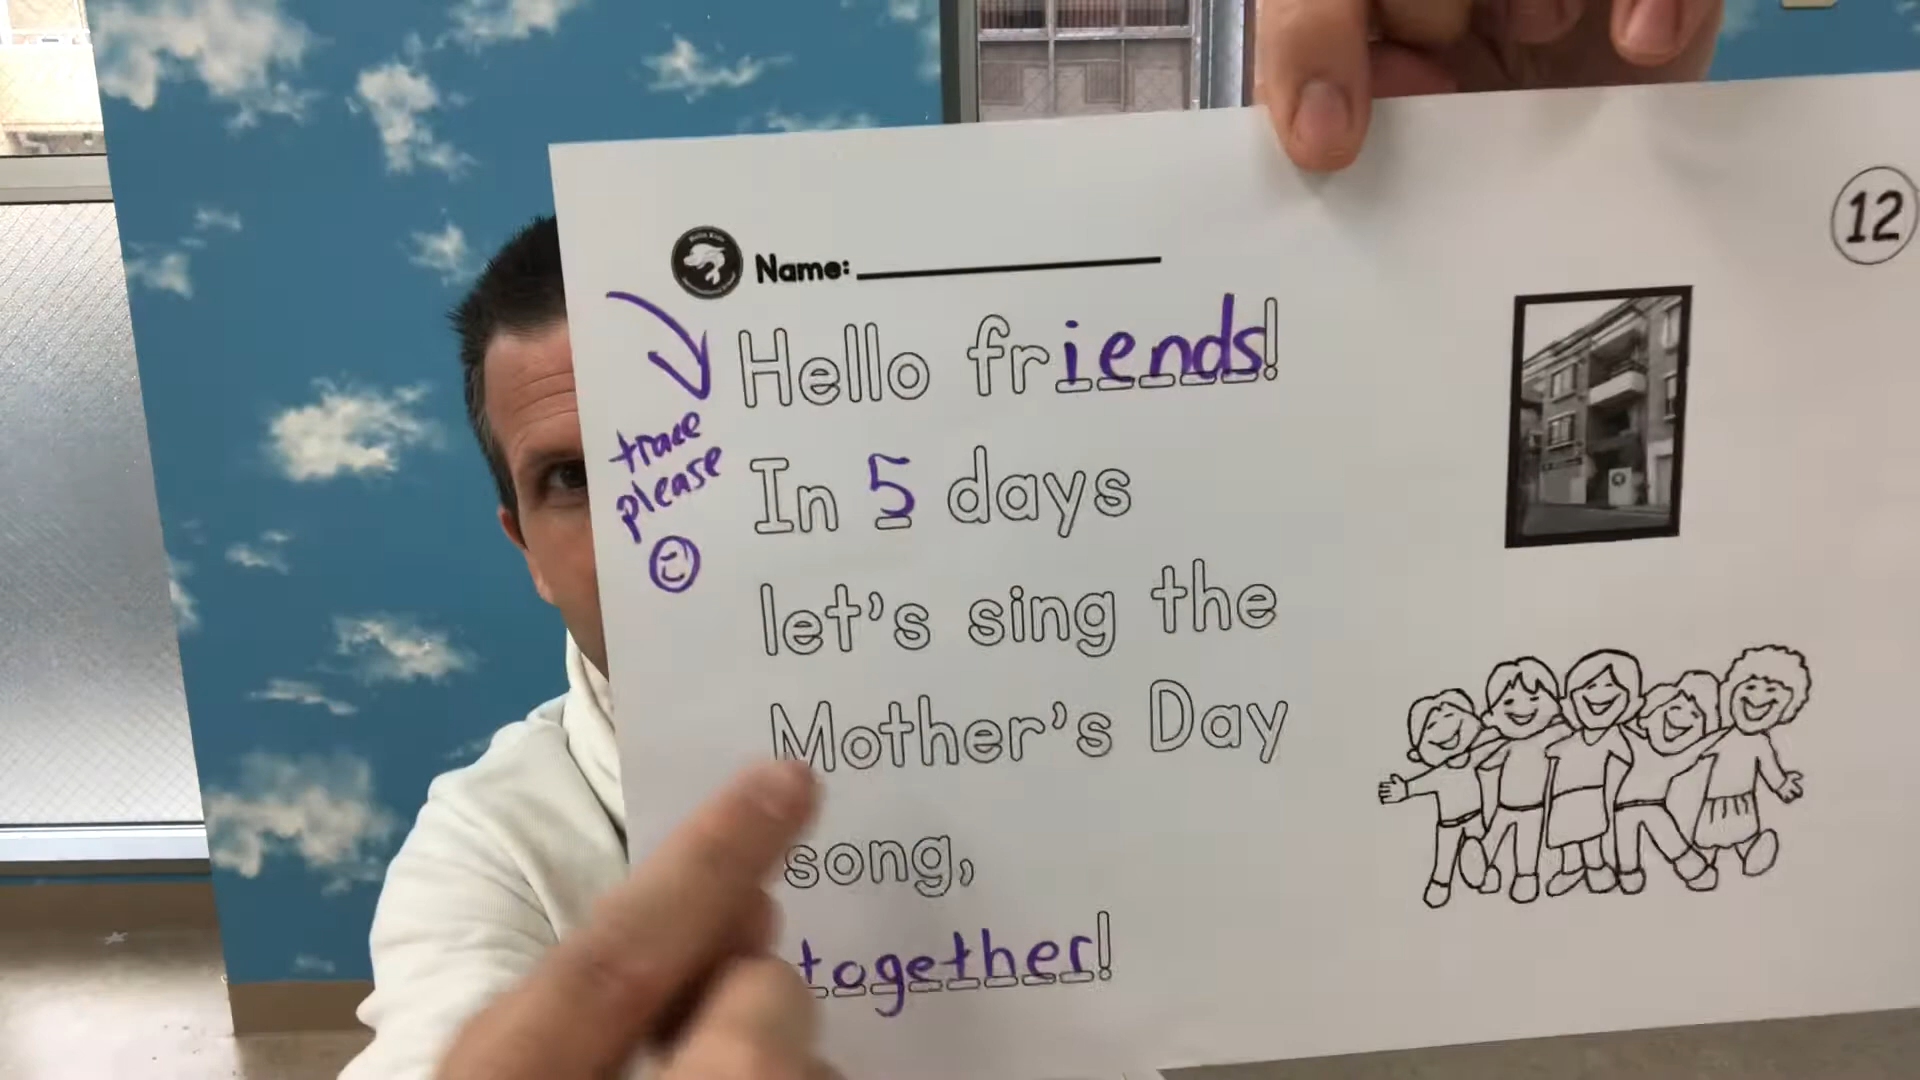 12
Name:
Hello friends!
trace
please
In 5 days
let's sing the
Mother's Day
song,
together!